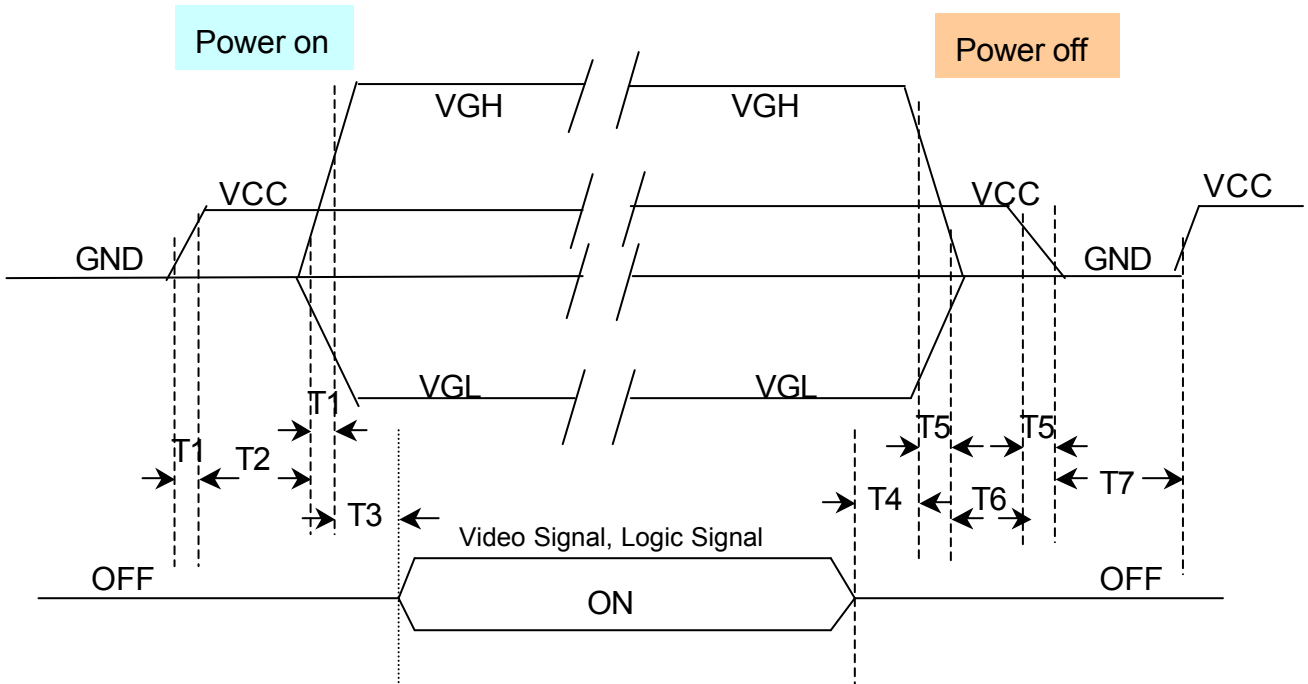 Power on
Power off
VGH
VGH
VCC
VCC
VCC
GND
GND
VGL
VGL
T1
T5
T5
T1
T2
T7
T3
T4
T6
Video Signal, Logic Signal
OFF
ON
OFF